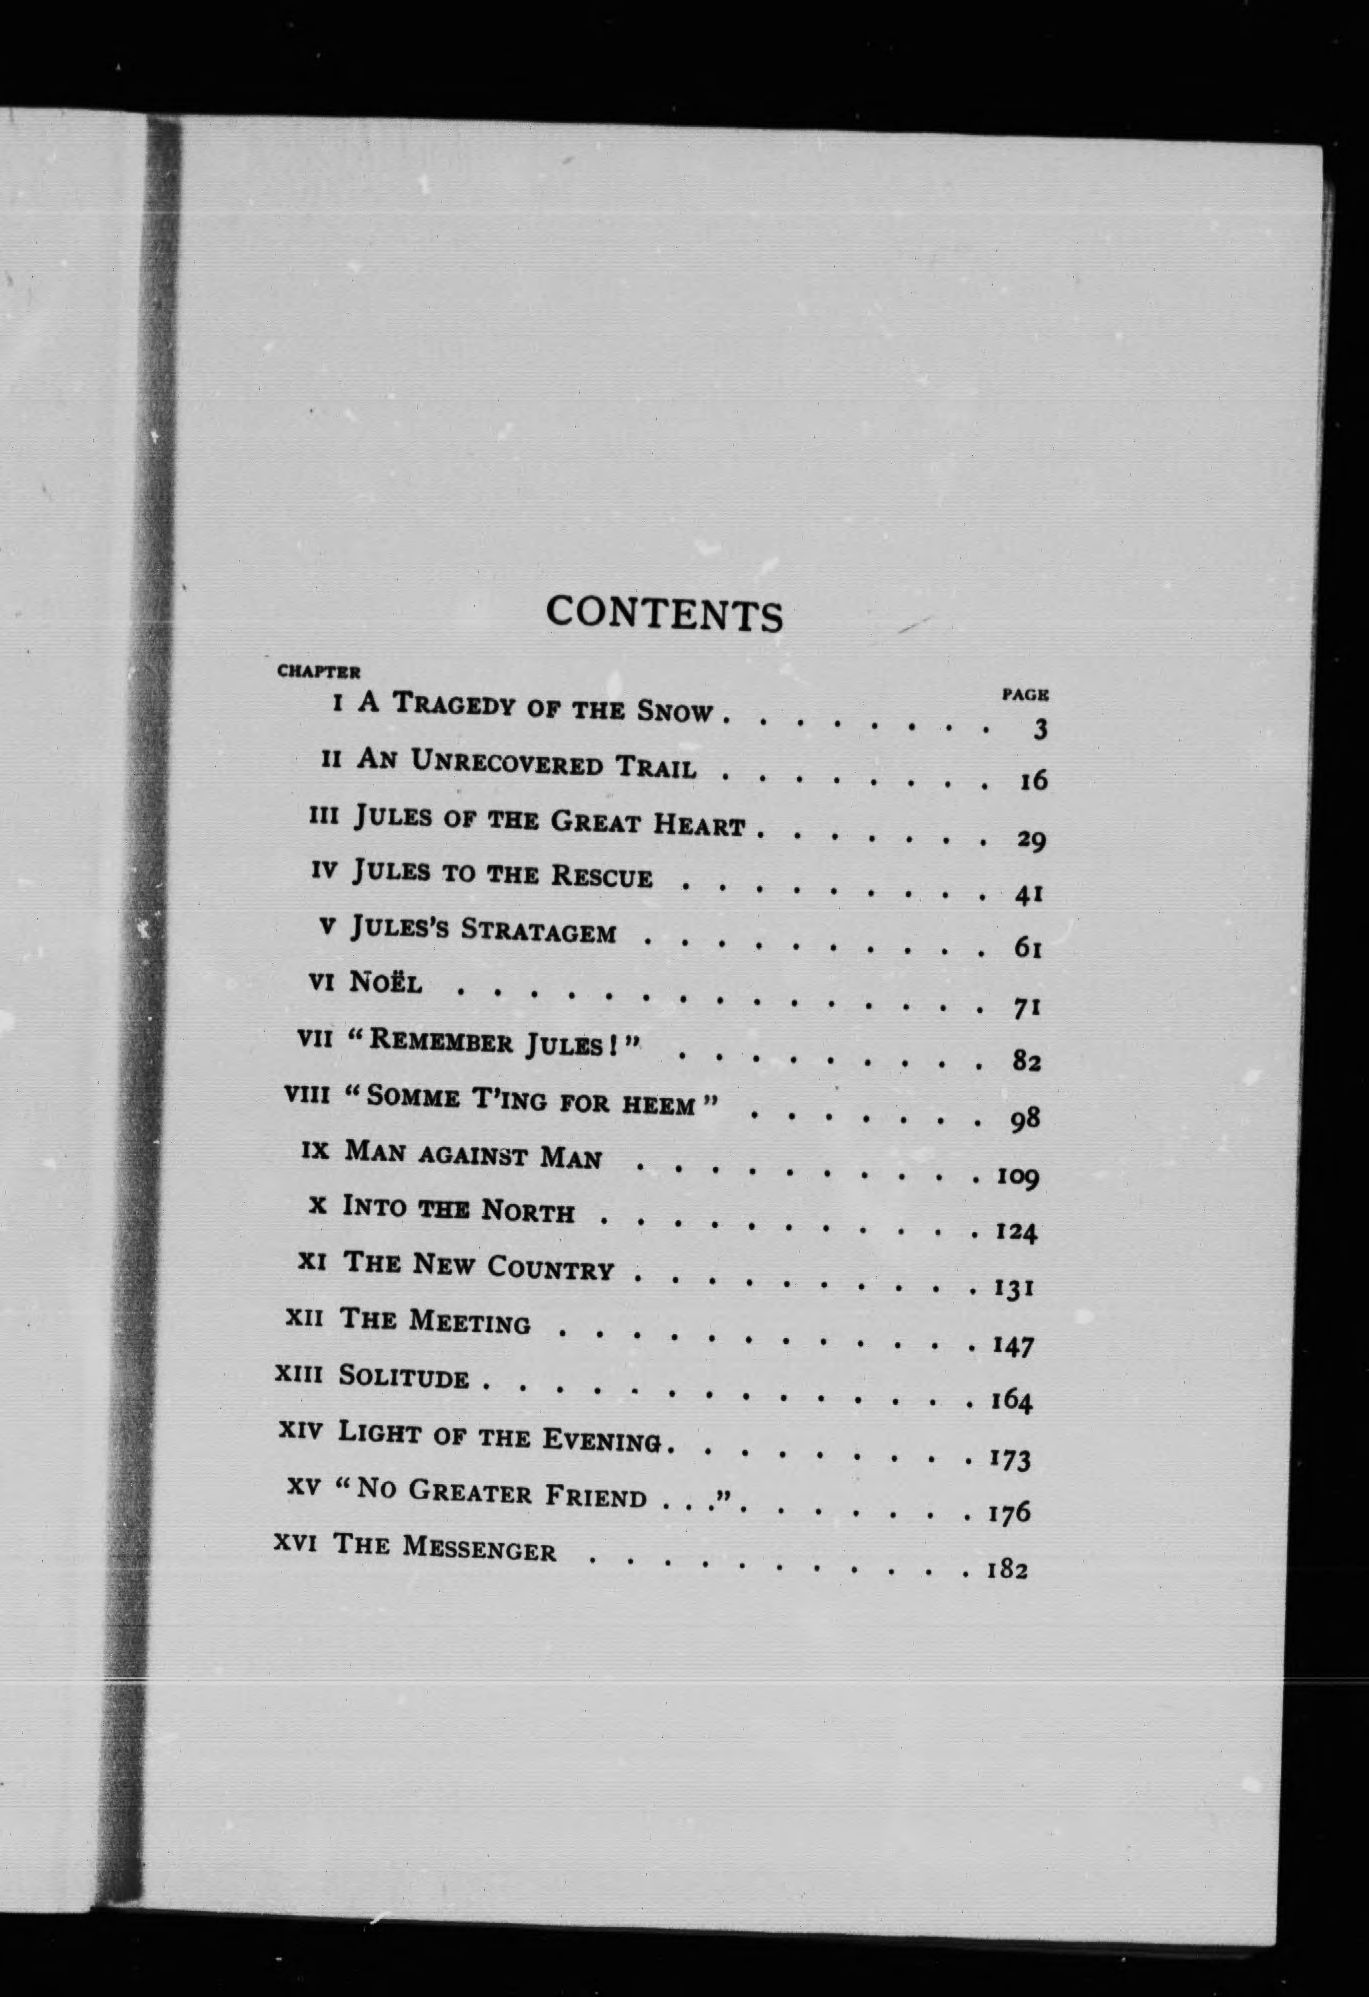 CONTENTS
CHAPTER PAGE
I A Tragedy of the Snow . . . . . . . . 3
II An Unrecovered Trail . . . . . . . . 16
III Jules of the Great Heart . . . . . . . 29
IV Jules to the Rescue . . . . . . . . . 41
V Jules's Stratagem . . . . . . . . . . 61
VI Noël . . . . . . . . . . . . . . . 71
VII "Remember Jules!" . . . . . . . . . 82
VIII "Somme T'ing for heem" . . . . . . . 98
IX Man against Man . . . . . . . . . . 109
X Into the North . . . . . . . . . . . 124
XI The New Country . . . . . . . . . . 131
XII The Meeting . . . . . . . . . . . . 147
XIII Solitude . . . . . . . . . . . . . . 164
XIV Light of the Evening . . . . . . . . . 173
XV "No Greater Friend . . ." . . . . . . . 176
XVI The Messenger . . . . . . . . . . . 182